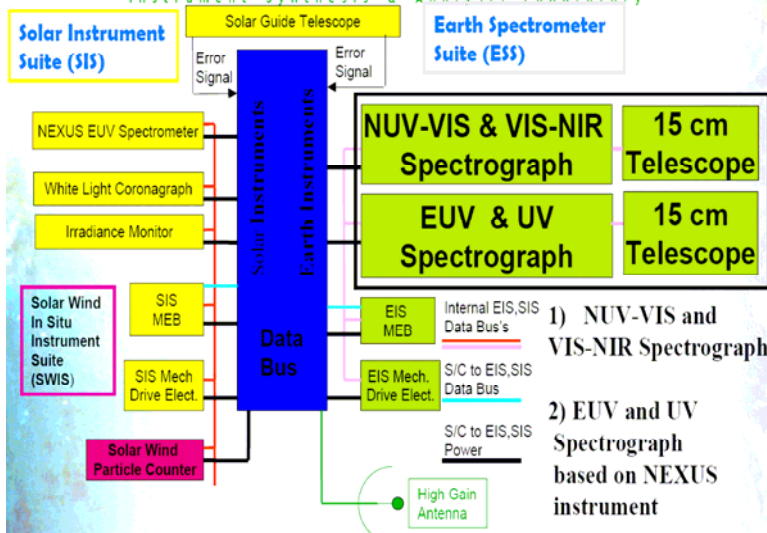 Instrument Synthesis & Analysis Laboratory
Solar Instrument
Suite (SIS)
Solar Guide Telescope
Earth Spectrometer
Suite (ESS)
Error
Signal
Error
Signal
NEXUS EUV Spectrometer
White Light Coronagraph
Irradiance Monitor
Solar Instruments
Earth Instruments
NUV-VIS & VIS-NIR
Spectrograph
15 cm
Telescope
EUV & UV
Spectrograph
15 cm
Telescope
Solar Wind
In Situ
Instrument
Suite
(SWIS)
SIS
MEB
SIS Mech
Drive Elect.
Solar Wind
Particle Counter
Data
Bus
EIS
MEB
EIS Mech.
Drive Elect.
Internal EIS,SIS
Data Bus's
S/C to EIS,SIS
Data Bus
S/C to EIS,SIS
Power
High Gain
Antenna
1) NUV-VIS and
VIS-NIR Spectrograph
2) EUV and UV
Spectrograph
based on NEXUS
instrument